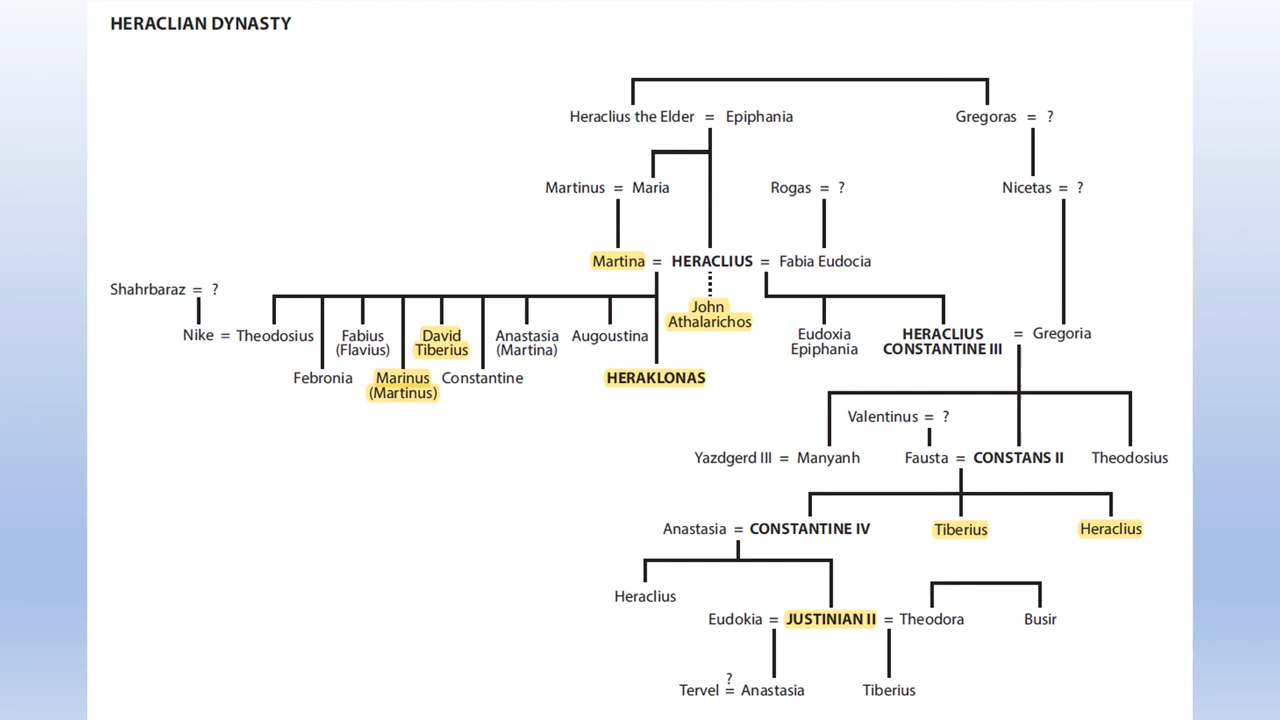 HERACLIAN DYNASTY
Heraclius the Elder = Epiphania
Gregoras = ?
Martinus = Maria
Rogas = ?
Nicetas = ?
Martina = HERACLIUS = Fabia Eudocia
Shahrbaraz = ?
John
Athalarichos
Nike = Theodosius
Fabius
(Flavius)
David
Tiberius
Anastasia
(Martina)
Augoustina
Eudoxia
Epiphania
HERACLIUS
CONSTANTINE III
= Gregoria
Febronia
Marinus
(Martinus)
Constantine
HERAKLONAS
Valentinus = ?
Yazdgerd III = Manyanh
Fausta = CONSTANS II
Theodosius
Anastasia = CONSTANTINE IV
Tiberius
Heraclius
Heraclius
Eudokia = JUSTINIAN II = Theodora
Busir
?
Tervel = Anastasia
Tiberius